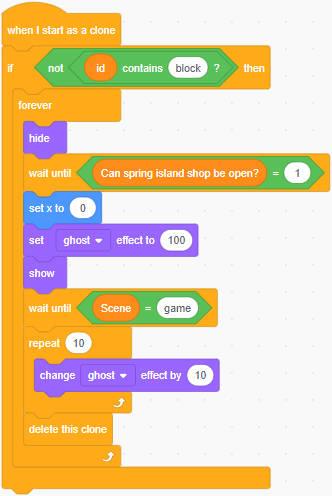 when I start as a clone
if not id contains block ? then
forever
hide
wait until Can spring island shop be open? = 1
set x to 0
set ghost effect to 100
show
wait until Scene = game
repeat 10
change ghost effect by 10
delete this clone